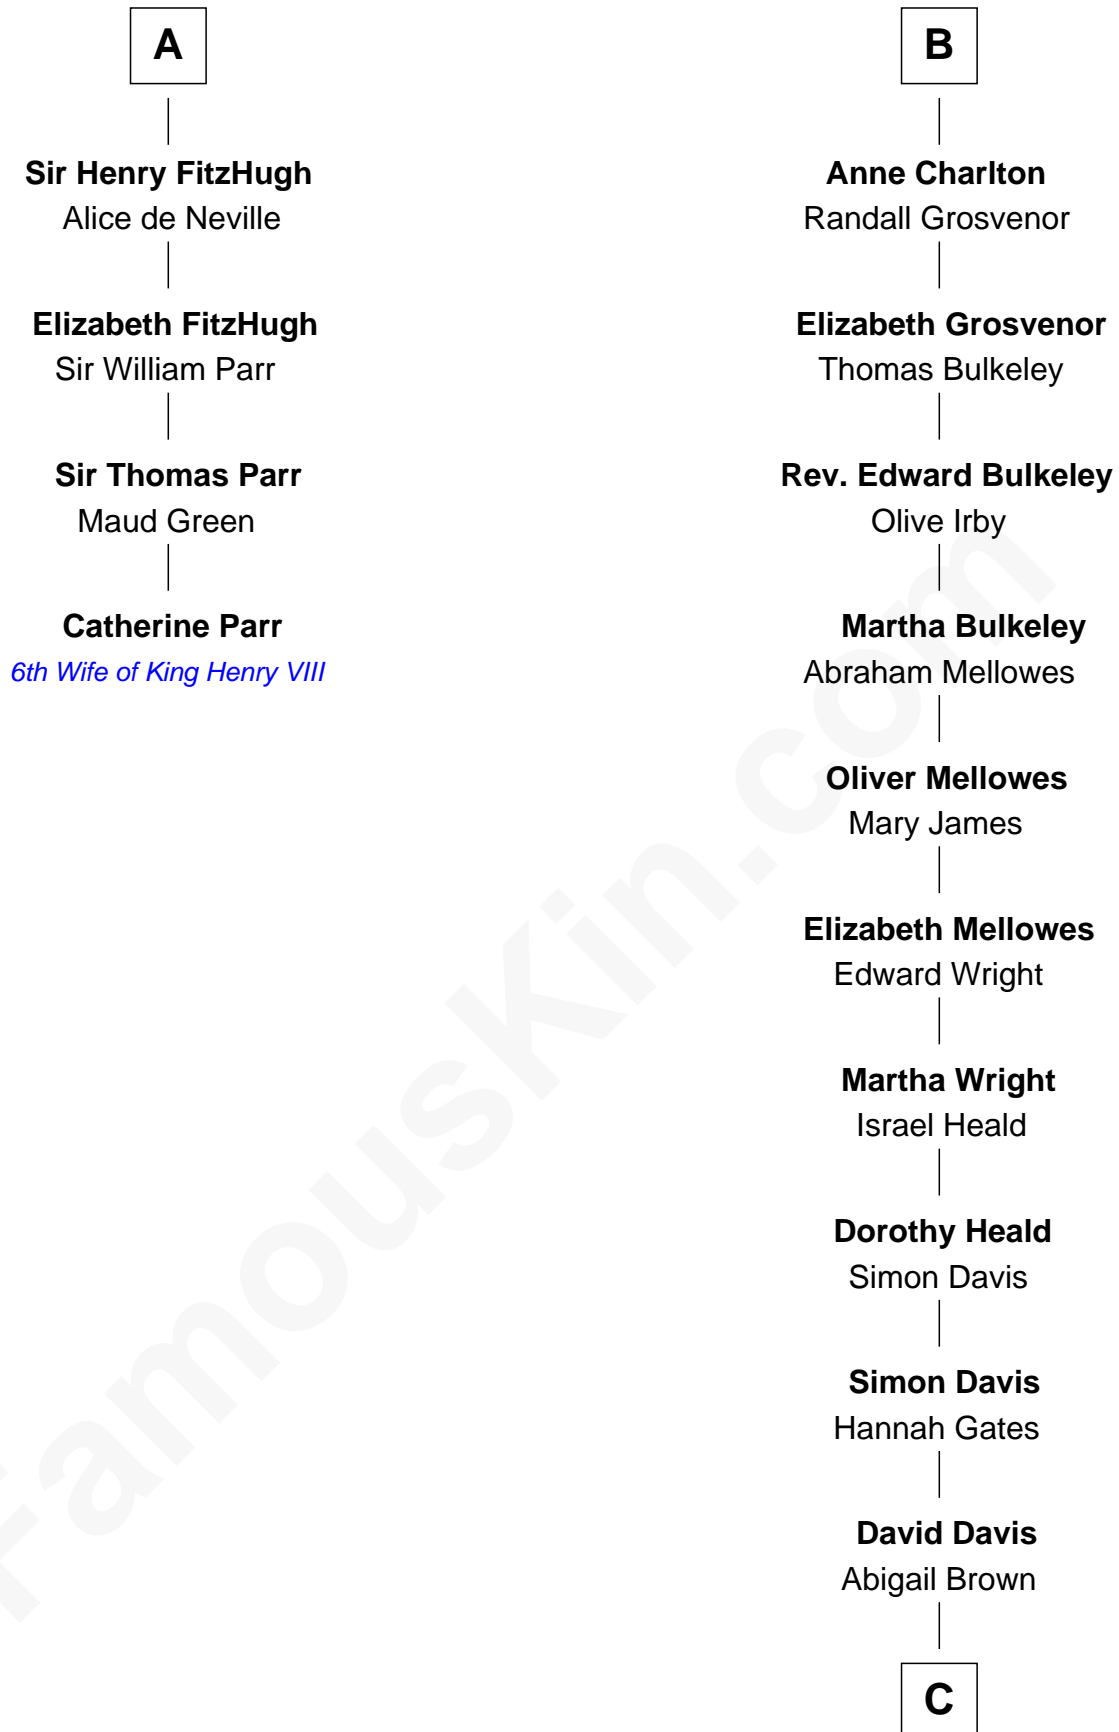 A
Sir Henry FitzHugh
Alice de Neville
Elizabeth FitzHugh
Sir William Parr
Sir Thomas Parr
Maud Green
Catherine Parr
6th Wife of King Henry VIII
B
Anne Charlton
Randall Grosvenor
Elizabeth Grosvenor
Thomas Bulkeley
Rev. Edward Bulkeley
Olive Irby
Martha Bulkeley
Abraham Mellowes
Oliver Mellowes
Mary James
Elizabeth Mellowes
Edward Wright
Martha Wright
Israel Heald
Dorothy Heald
Simon Davis
Simon Davis
Hannah Gates
David Davis
Abigail Brown
C
FamousKin.com